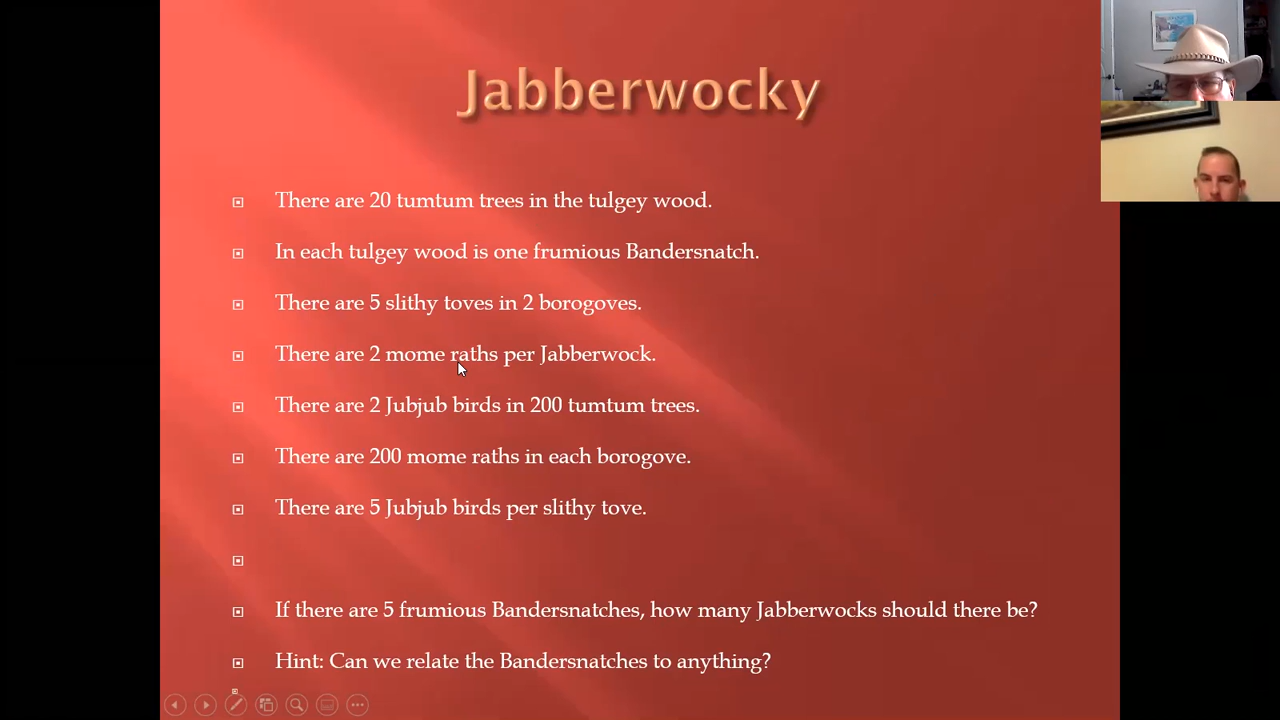 Jabberwocky
There are 20 tumtum trees in the tulgey wood.
In each tulgey wood is one frumious Bandersnatch.
There are 5 slithy toves in 2 borogoves.
There are 2 mome raths per Jabberwock.
There are 2 Jubjub birds in 200 tumtum trees.
There are 200 mome raths in each borogove.
There are 5 Jubjub birds per slithy tove.
If there are 5 frumious Bandersnatches, how many Jabberwocks should there be?
Hint: Can we relate the Bandersnatches to anything?